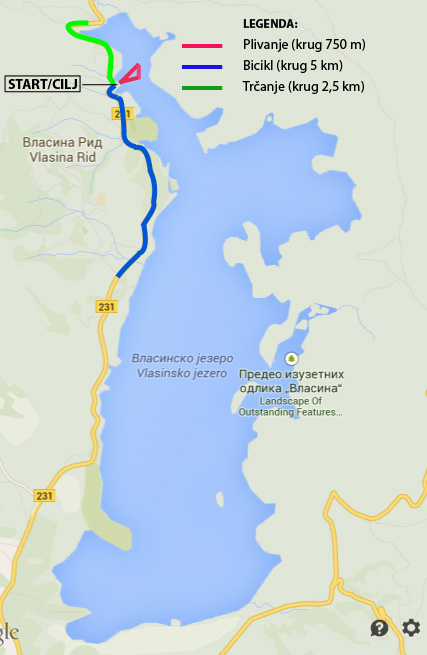 LEGENDA:
Plivanje (krug 750 m)
Bicikl (krug 5 km)
Trčanje (krug 2,5 km)
START/CILJ
231
Власина Рид
Vlasina Rid
231
Власинско језеро
Vlasinsko jezero
Предео изузетних
одлика „Власина“
Landscape Of
Outstanding Features...
231
gle
?